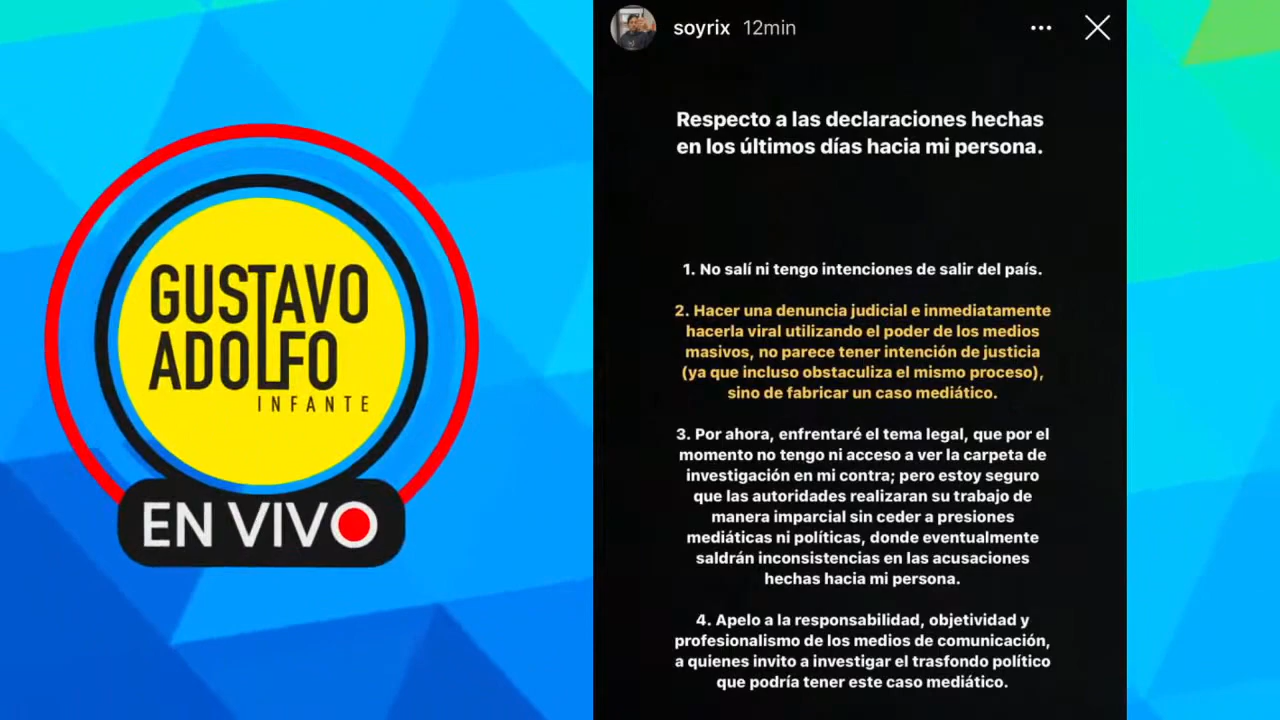 GUSTAVO
ADOLFO
INFANTE
EN VIVO
soyrix 12min
Respecto a las declaraciones hechas
en los últimos días hacia mi persona.
1. No salí ni tengo intenciones de salir del país.
2. Hacer una denuncia judicial e inmediatamente
hacerla viral utilizando el poder de los medios
masivos, no parece tener intención de justicia
(ya que incluso obstaculiza el mismo proceso),
sino de fabricar un caso mediático.
3. Por ahora, enfrentaré el tema legal, que por el
momento no tengo ni acceso a ver la carpeta de
investigación en mi contra; pero estoy seguro
que las autoridades realizaran su trabajo de
manera imparcial sin ceder a presiones
mediáticas ni políticas, donde eventualmente
saldrán inconsistencias en las acusaciones
hechas hacia mi persona.
4. Apelo a la responsabilidad, objetividad y
profesionalismo de los medios de comunicación,
a quienes invito a investigar el trasfondo político
que podría tener este caso mediático.